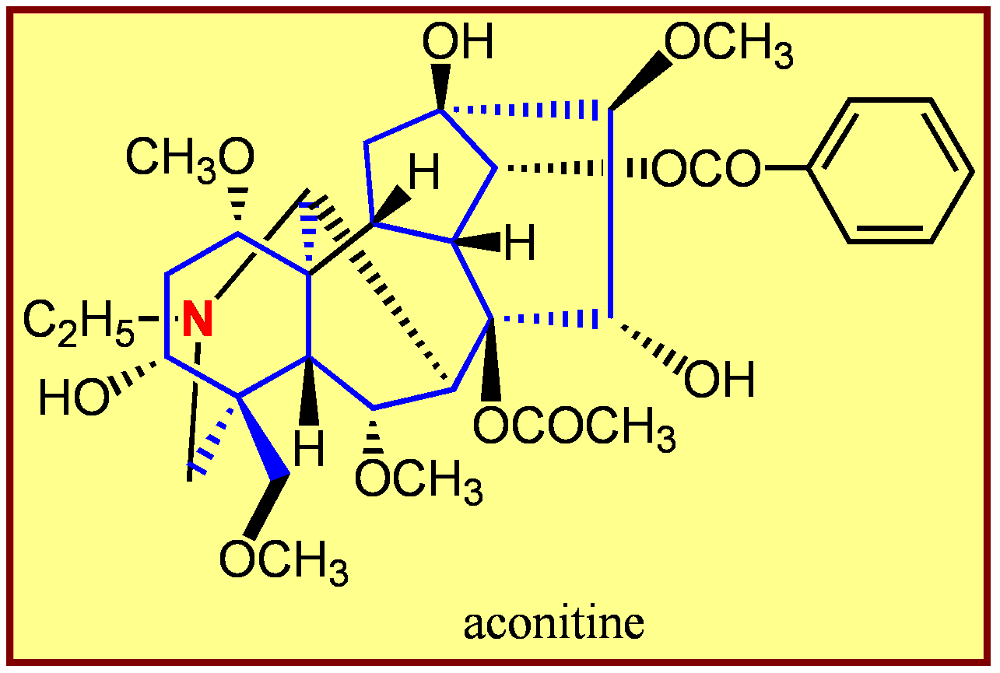 OH
OCH3
CH3O
H
OCO
H
C2H5
N
HO
OH
H
OCOCH3
OCH3
OCH3
aconitine